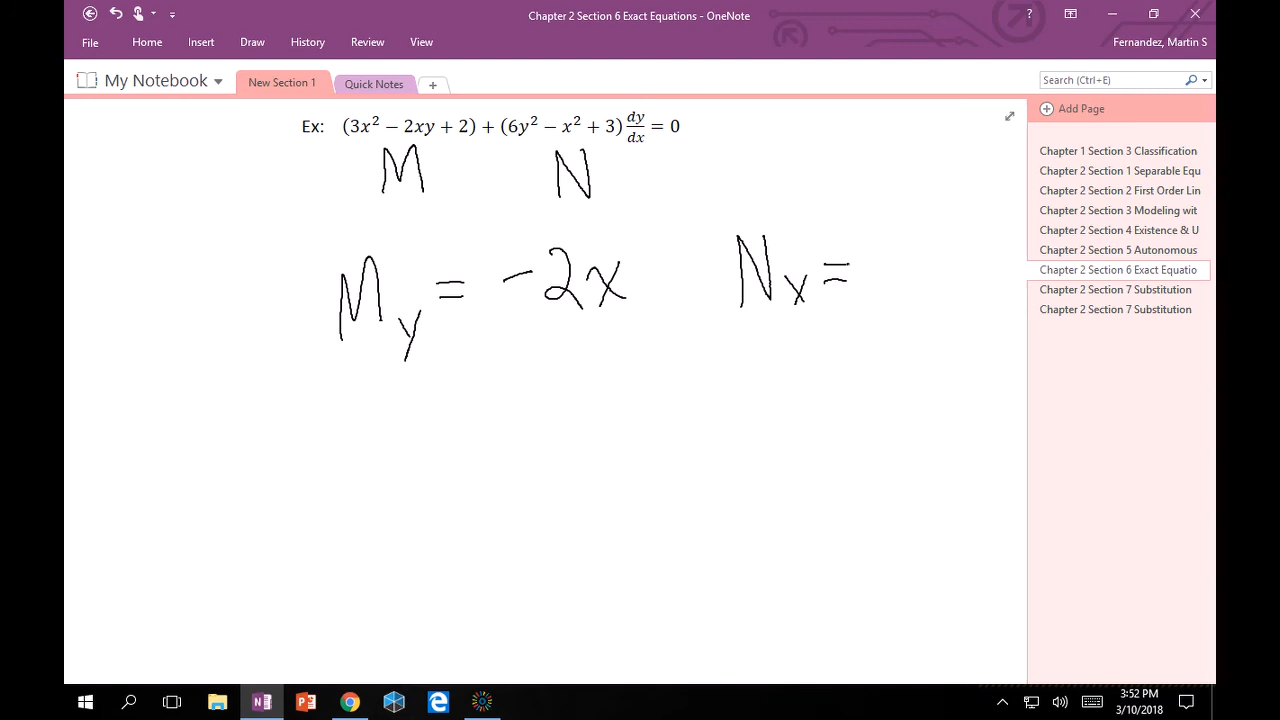 Chapter 2 Section 6 Exact Equations - OneNote
?
File Home Insert Draw History Review View
Fernandez, Martin S
My Notebook New Section 1 Quick Notes +
Search (Ctrl+E)
Add Page
Chapter 1 Section 3 Classification
Chapter 2 Section 1 Separable Equ
Chapter 2 Section 2 First Order Lin
Chapter 2 Section 3 Modeling wit
Chapter 2 Section 4 Existence & U
Chapter 2 Section 5 Autonomous
Chapter 2 Section 6 Exact Equatio
Chapter 2 Section 7 Substitution
Chapter 2 Section 7 Substitution
Ex: (3x² − 2xy + 2) + (6y² − x² + 3) dy/dx = 0
M N
M_y = -2x N_x =
3:52 PM
3/10/2018